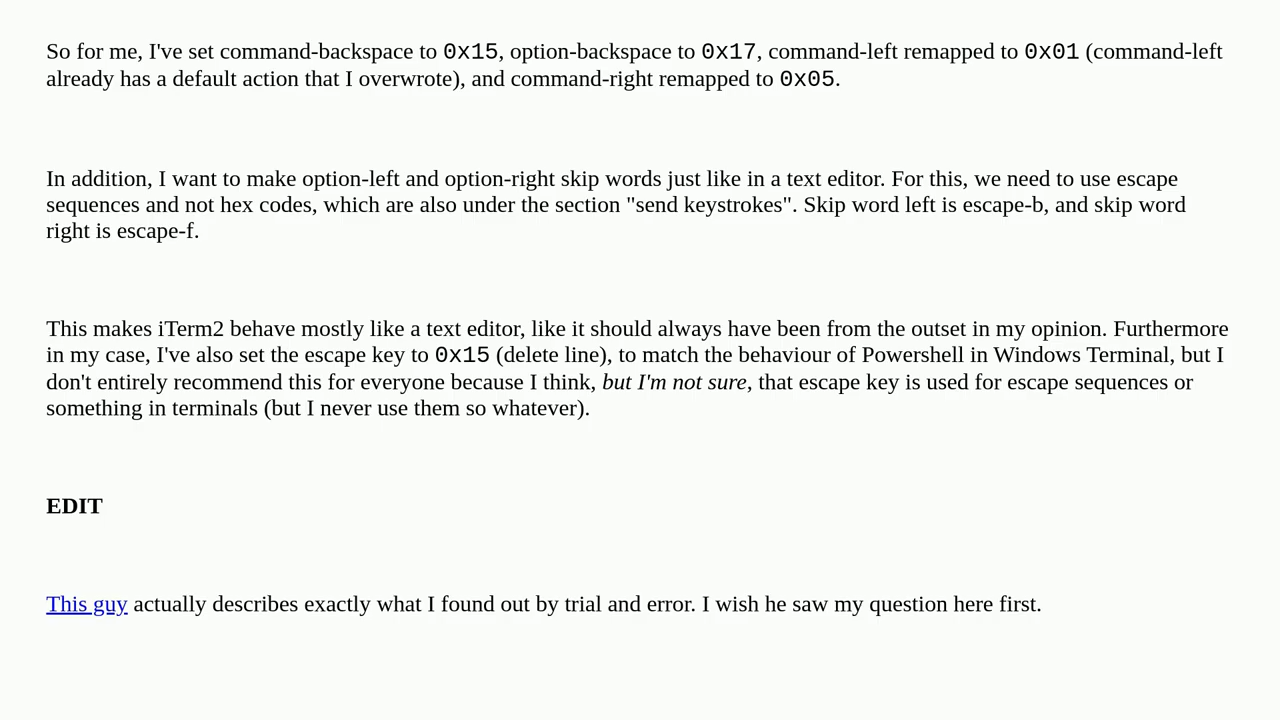 So for me, I've set command-backspace to 0x15, option-backspace to 0x17, command-left remapped to 0x01 (command-left
already has a default action that I overwrote), and command-right remapped to 0x05.
In addition, I want to make option-left and option-right skip words just like in a text editor. For this, we need to use escape
sequences and not hex codes, which are also under the section "send keystrokes". Skip word left is escape-b, and skip word
right is escape-f.
This makes iTerm2 behave mostly like a text editor, like it should always have been from the outset in my opinion. Furthermore
in my case, I've also set the escape key to 0x15 (delete line), to match the behaviour of Powershell in Windows Terminal, but I
don't entirely recommend this for everyone because I think, but I'm not sure, that escape key is used for escape sequences or
something in terminals (but I never use them so whatever).
EDIT
This guy actually describes exactly what I found out by trial and error. I wish he saw my question here first.